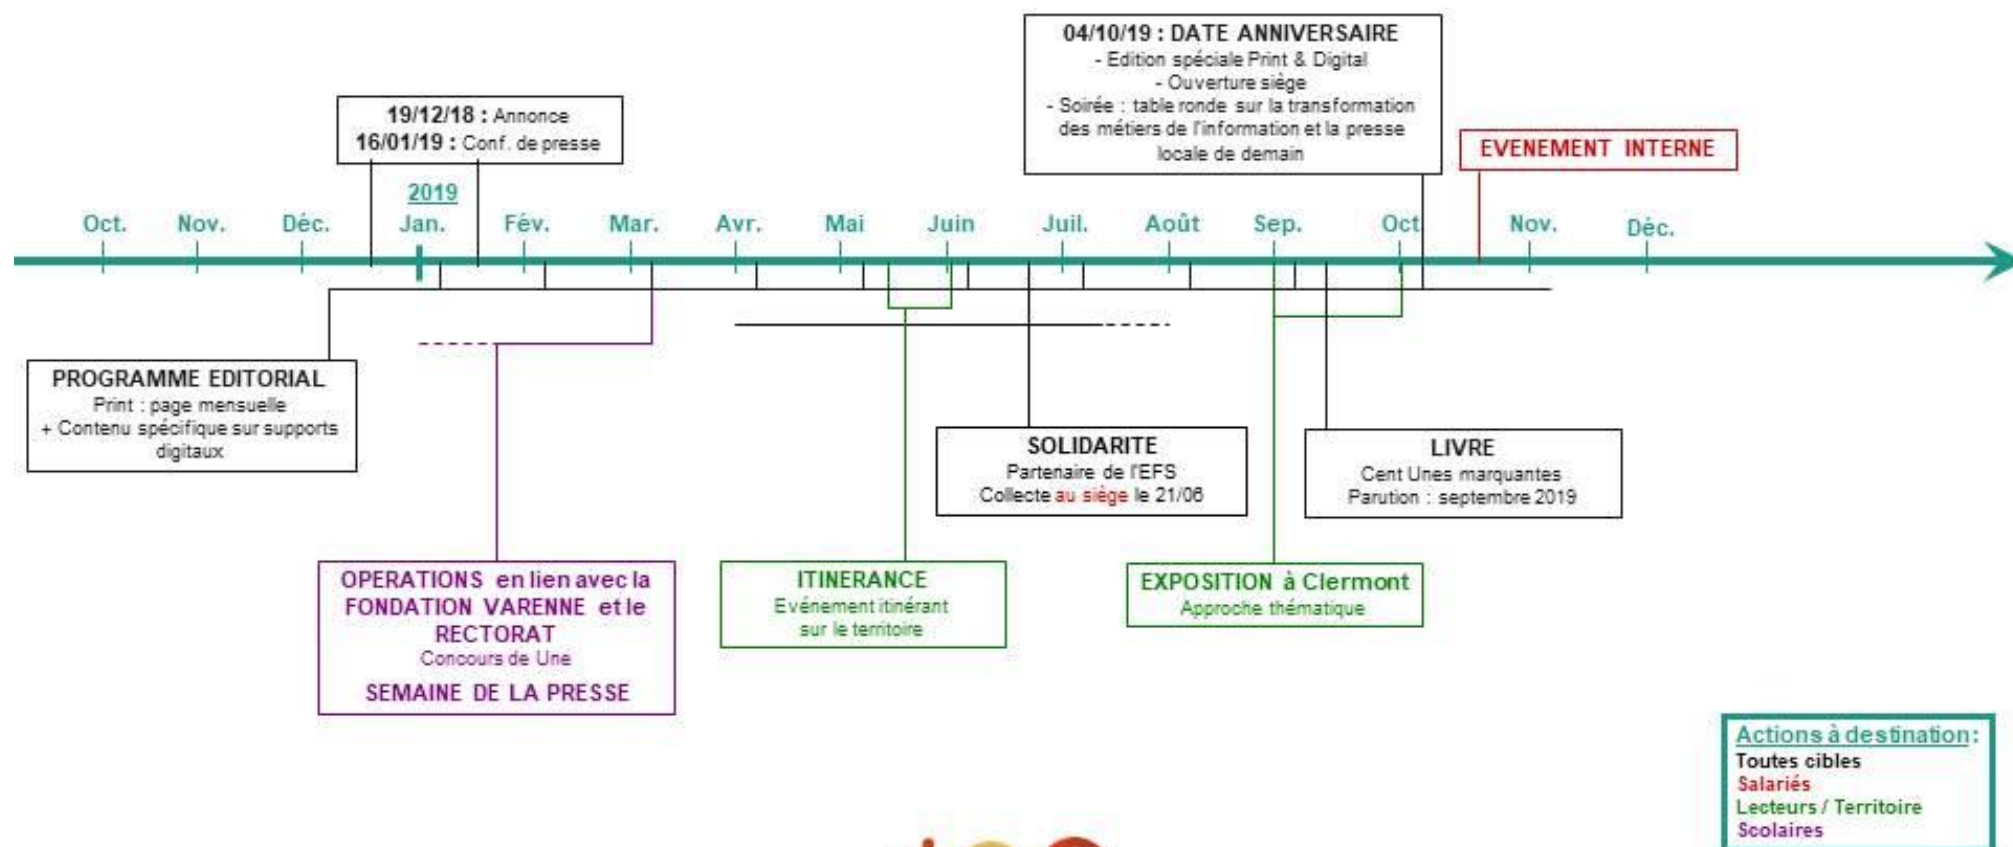 04/10/19 : DATE ANNIVERSAIRE
- Edition spéciale Print & Digital
- Ouverture siège
- Soirée : table ronde sur la transformation
des métiers de l'information et la presse
locale de demain
19/12/18 : Annonce
16/01/19 : Conf. de presse
EVENEMENT INTERNE
2019
Oct. Nov. Déc. Jan. Fév. Mar. Avr. Mai Juin Juil. Août Sep. Oct Nov. Déc.
PROGRAMME EDITORIAL
Print : page mensuelle
+ Contenu spécifique sur supports
digitaux
SOLIDARITE
Partenaire de l'EFS
Collecte au siège le 21/06
LIVRE
Cent Unes marquantes
Parution : septembre 2019
OPERATIONS en lien avec la
FONDATION VARENNE et le
RECTORAT
Concours de Une
SEMAINE DE LA PRESSE
ITINERANCE
Evénement itinérant
sur le territoire
EXPOSITION à Clermont
Approche thématique
Actions à destination :
Toutes cibles
Salariés
Lecteurs / Territoire
Scolaires